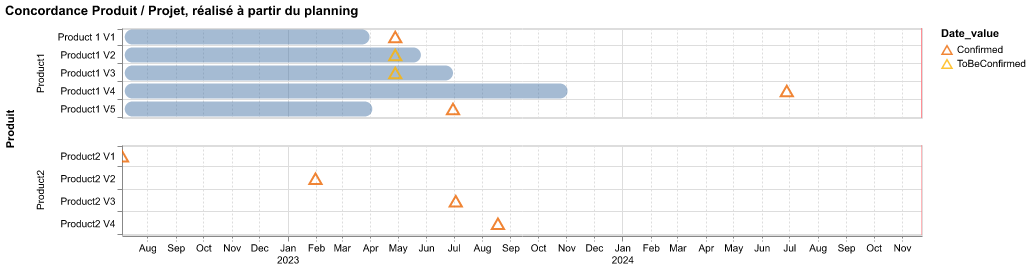 Concordance Produit / Projet, réalisé à partir du planning
Date_value
Confirmed
ToBeConfirmed
Produit
Product1
Product 1 V1
Product1 V2
Product1 V3
Product1 V4
Product1 V5
Product2
Product2 V1
Product2 V2
Product2 V3
Product2 V4
Aug Sep Oct Nov Dec Jan Feb Mar Apr May Jun Jul Aug Sep Oct Nov Dec Jan Feb Mar Apr May Jun Jul Aug Sep Oct Nov
2023 2024